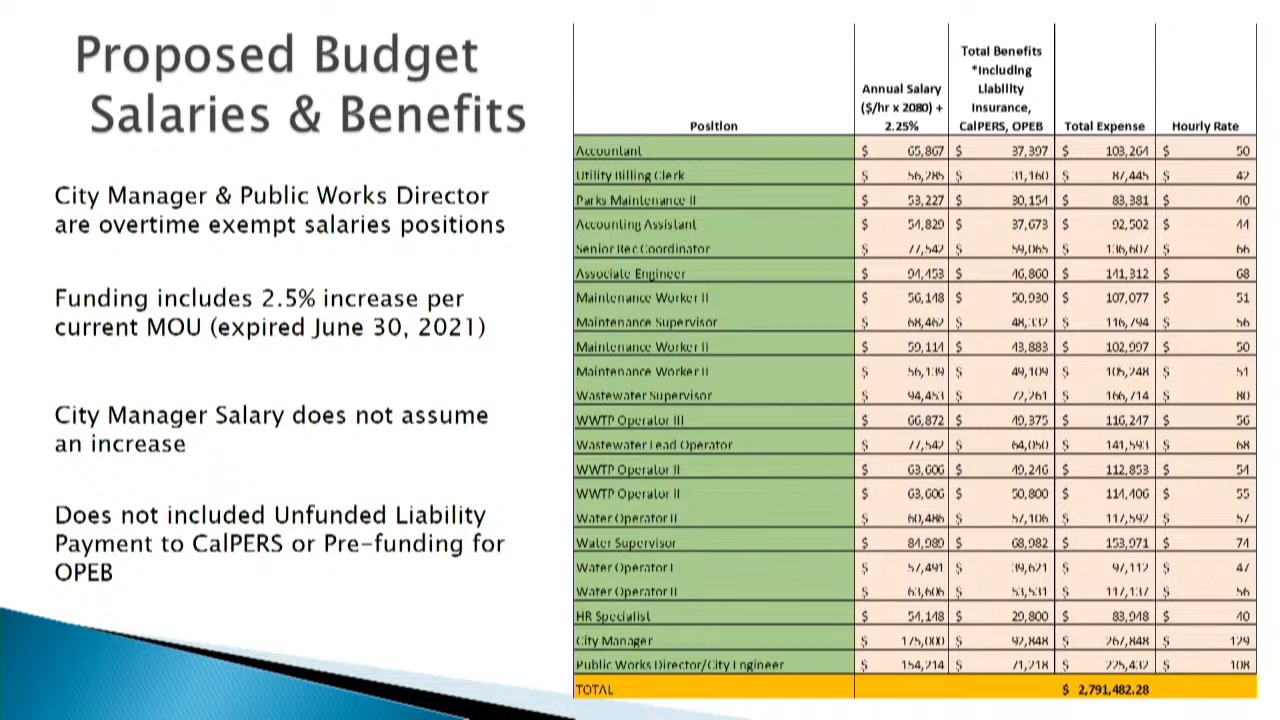 Proposed Budget
Salaries & Benefits
City Manager & Public Works Director
are overtime exempt salaries positions
Funding includes 2.5% increase per
current MOU (expired June 30, 2021)
City Manager Salary does not assume
an increase
Does not included Unfunded Liability
Payment to CalPERS or Pre-funding for
OPEB
Position Annual Salary ($/hr x 2080) + 2.25% Total Benefits *Including Liability Insurance, CalPERS, OPEB Total Expense Hourly Rate
Accountant $ 65,867 $ 37,397 $ 103,264 $ 50
Utility Billing Clerk $ 56,285 $ 31,160 $ 87,445 $ 42
Parks Maintenance II $ 53,227 $ 30,154 $ 83,381 $ 40
Accounting Assistant $ 54,829 $ 37,673 $ 92,502 $ 44
Senior Rec Coordinator $ 77,542 $ 59,065 $ 136,607 $ 66
Associate Engineer $ 94,453 $ 46,860 $ 141,312 $ 68
Maintenance Worker II $ 56,148 $ 50,930 $ 107,077 $ 51
Maintenance Supervisor $ 68,462 $ 48,332 $ 116,794 $ 56
Maintenance Worker II $ 59,114 $ 43,883 $ 102,997 $ 50
Maintenance Worker II $ 56,139 $ 49,109 $ 105,248 $ 51
Wastewater Supervisor $ 94,453 $ 72,261 $ 166,714 $ 80
WWTP Operator III $ 66,872 $ 49,375 $ 116,247 $ 56
Wastewater Lead Operator $ 77,542 $ 64,050 $ 141,593 $ 68
WWTP Operator II $ 63,606 $ 49,246 $ 112,853 $ 54
WWTP Operator II $ 63,606 $ 50,800 $ 114,406 $ 55
Water Operator II $ 60,486 $ 57,106 $ 117,592 $ 57
Water Supervisor $ 84,989 $ 68,982 $ 153,971 $ 74
Water Operator I $ 57,491 $ 39,621 $ 97,112 $ 47
Water Operator II $ 63,606 $ 53,531 $ 117,137 $ 56
HR Specialist $ 54,148 $ 29,800 $ 83,948 $ 40
City Manager $ 175,000 $ 92,848 $ 267,848 $ 129
Public Works Director/City Engineer $ 154,214 $ 71,218 $ 225,432 $ 108
TOTAL $ 2,791,482.28